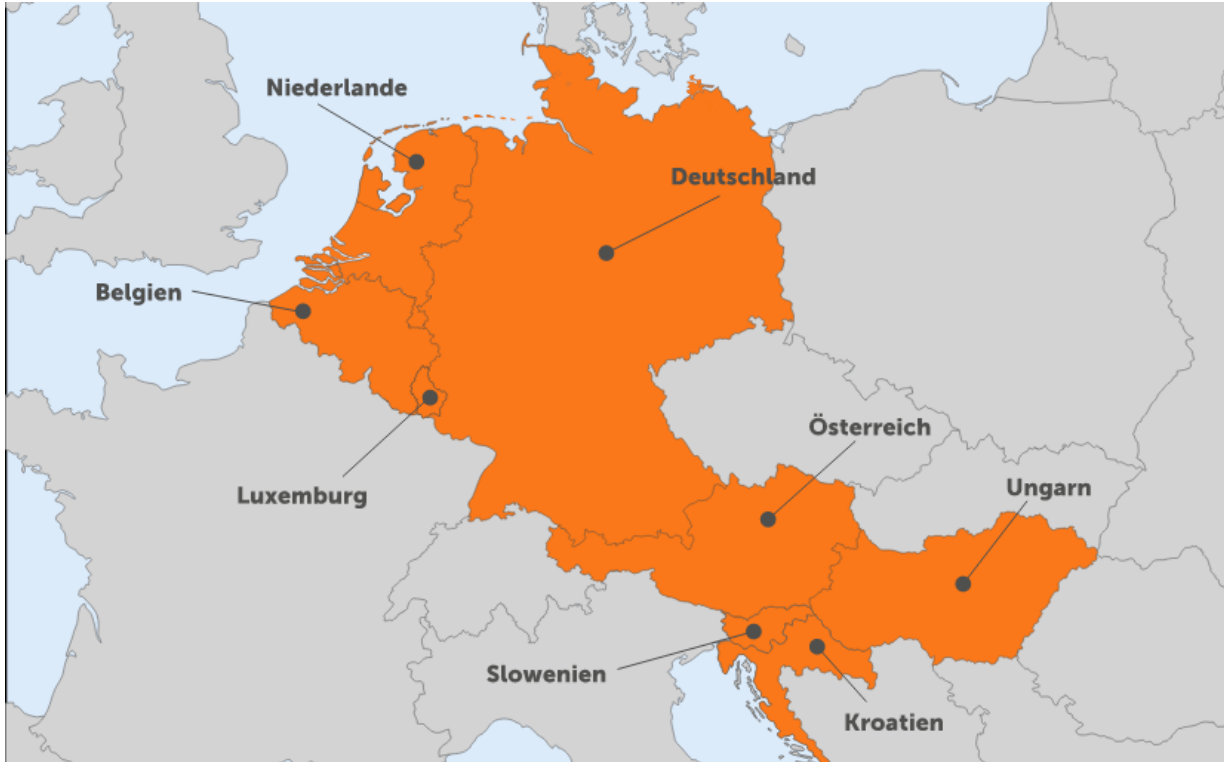 Niederlande
Deutschland
Belgien
Österreich
Luxemburg
Ungarn
Slowenien
Kroatien